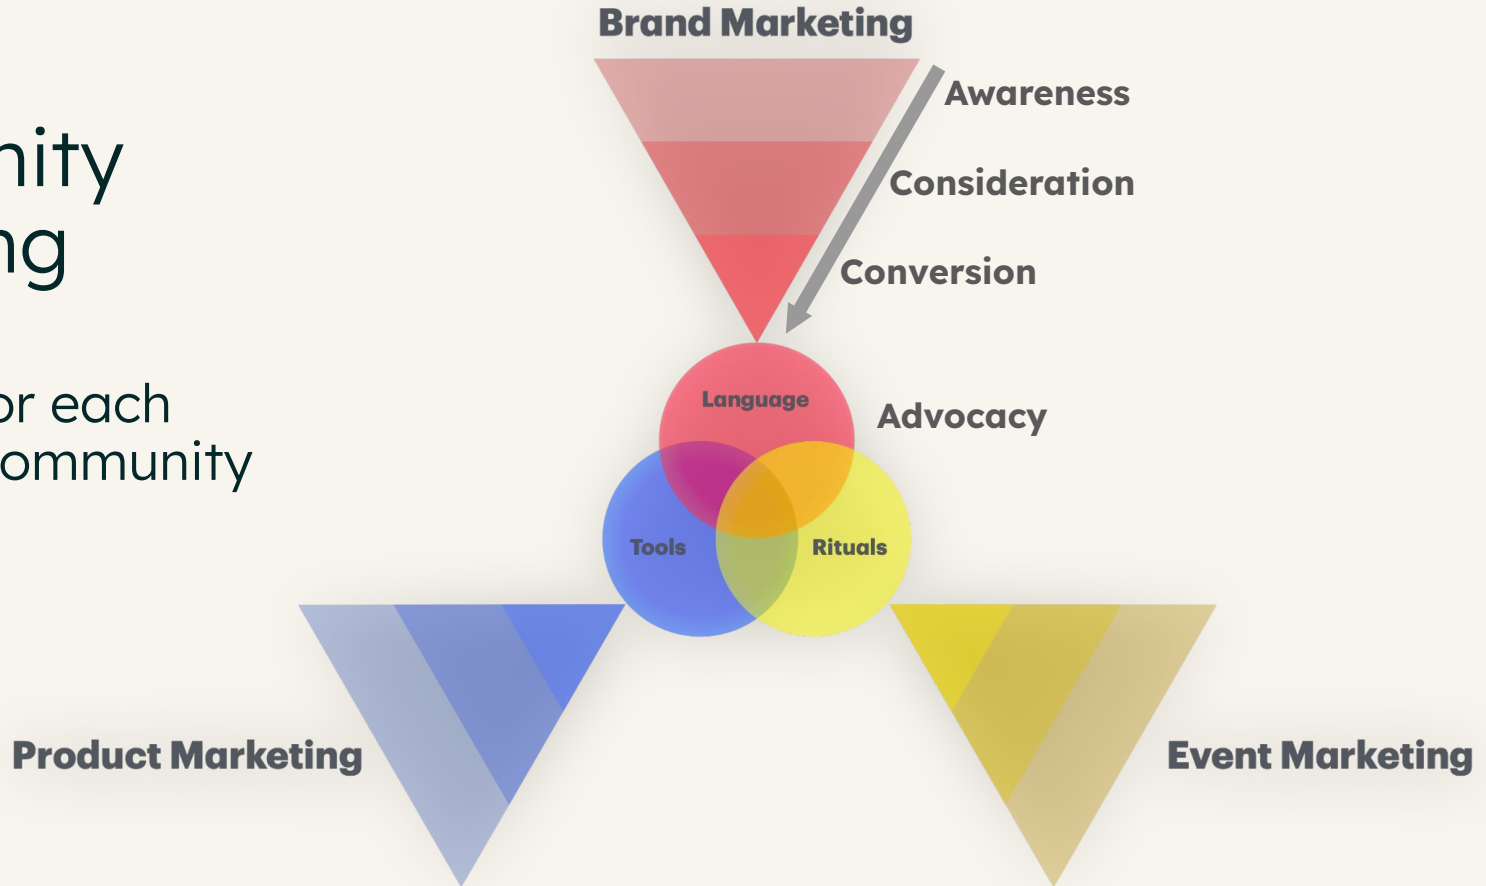 Brand Marketing
Awareness
Consideration
Conversion
Advocacy
Language
Tools
Rituals
Product Marketing
Event Marketing
nity
ng
or each
ommunity